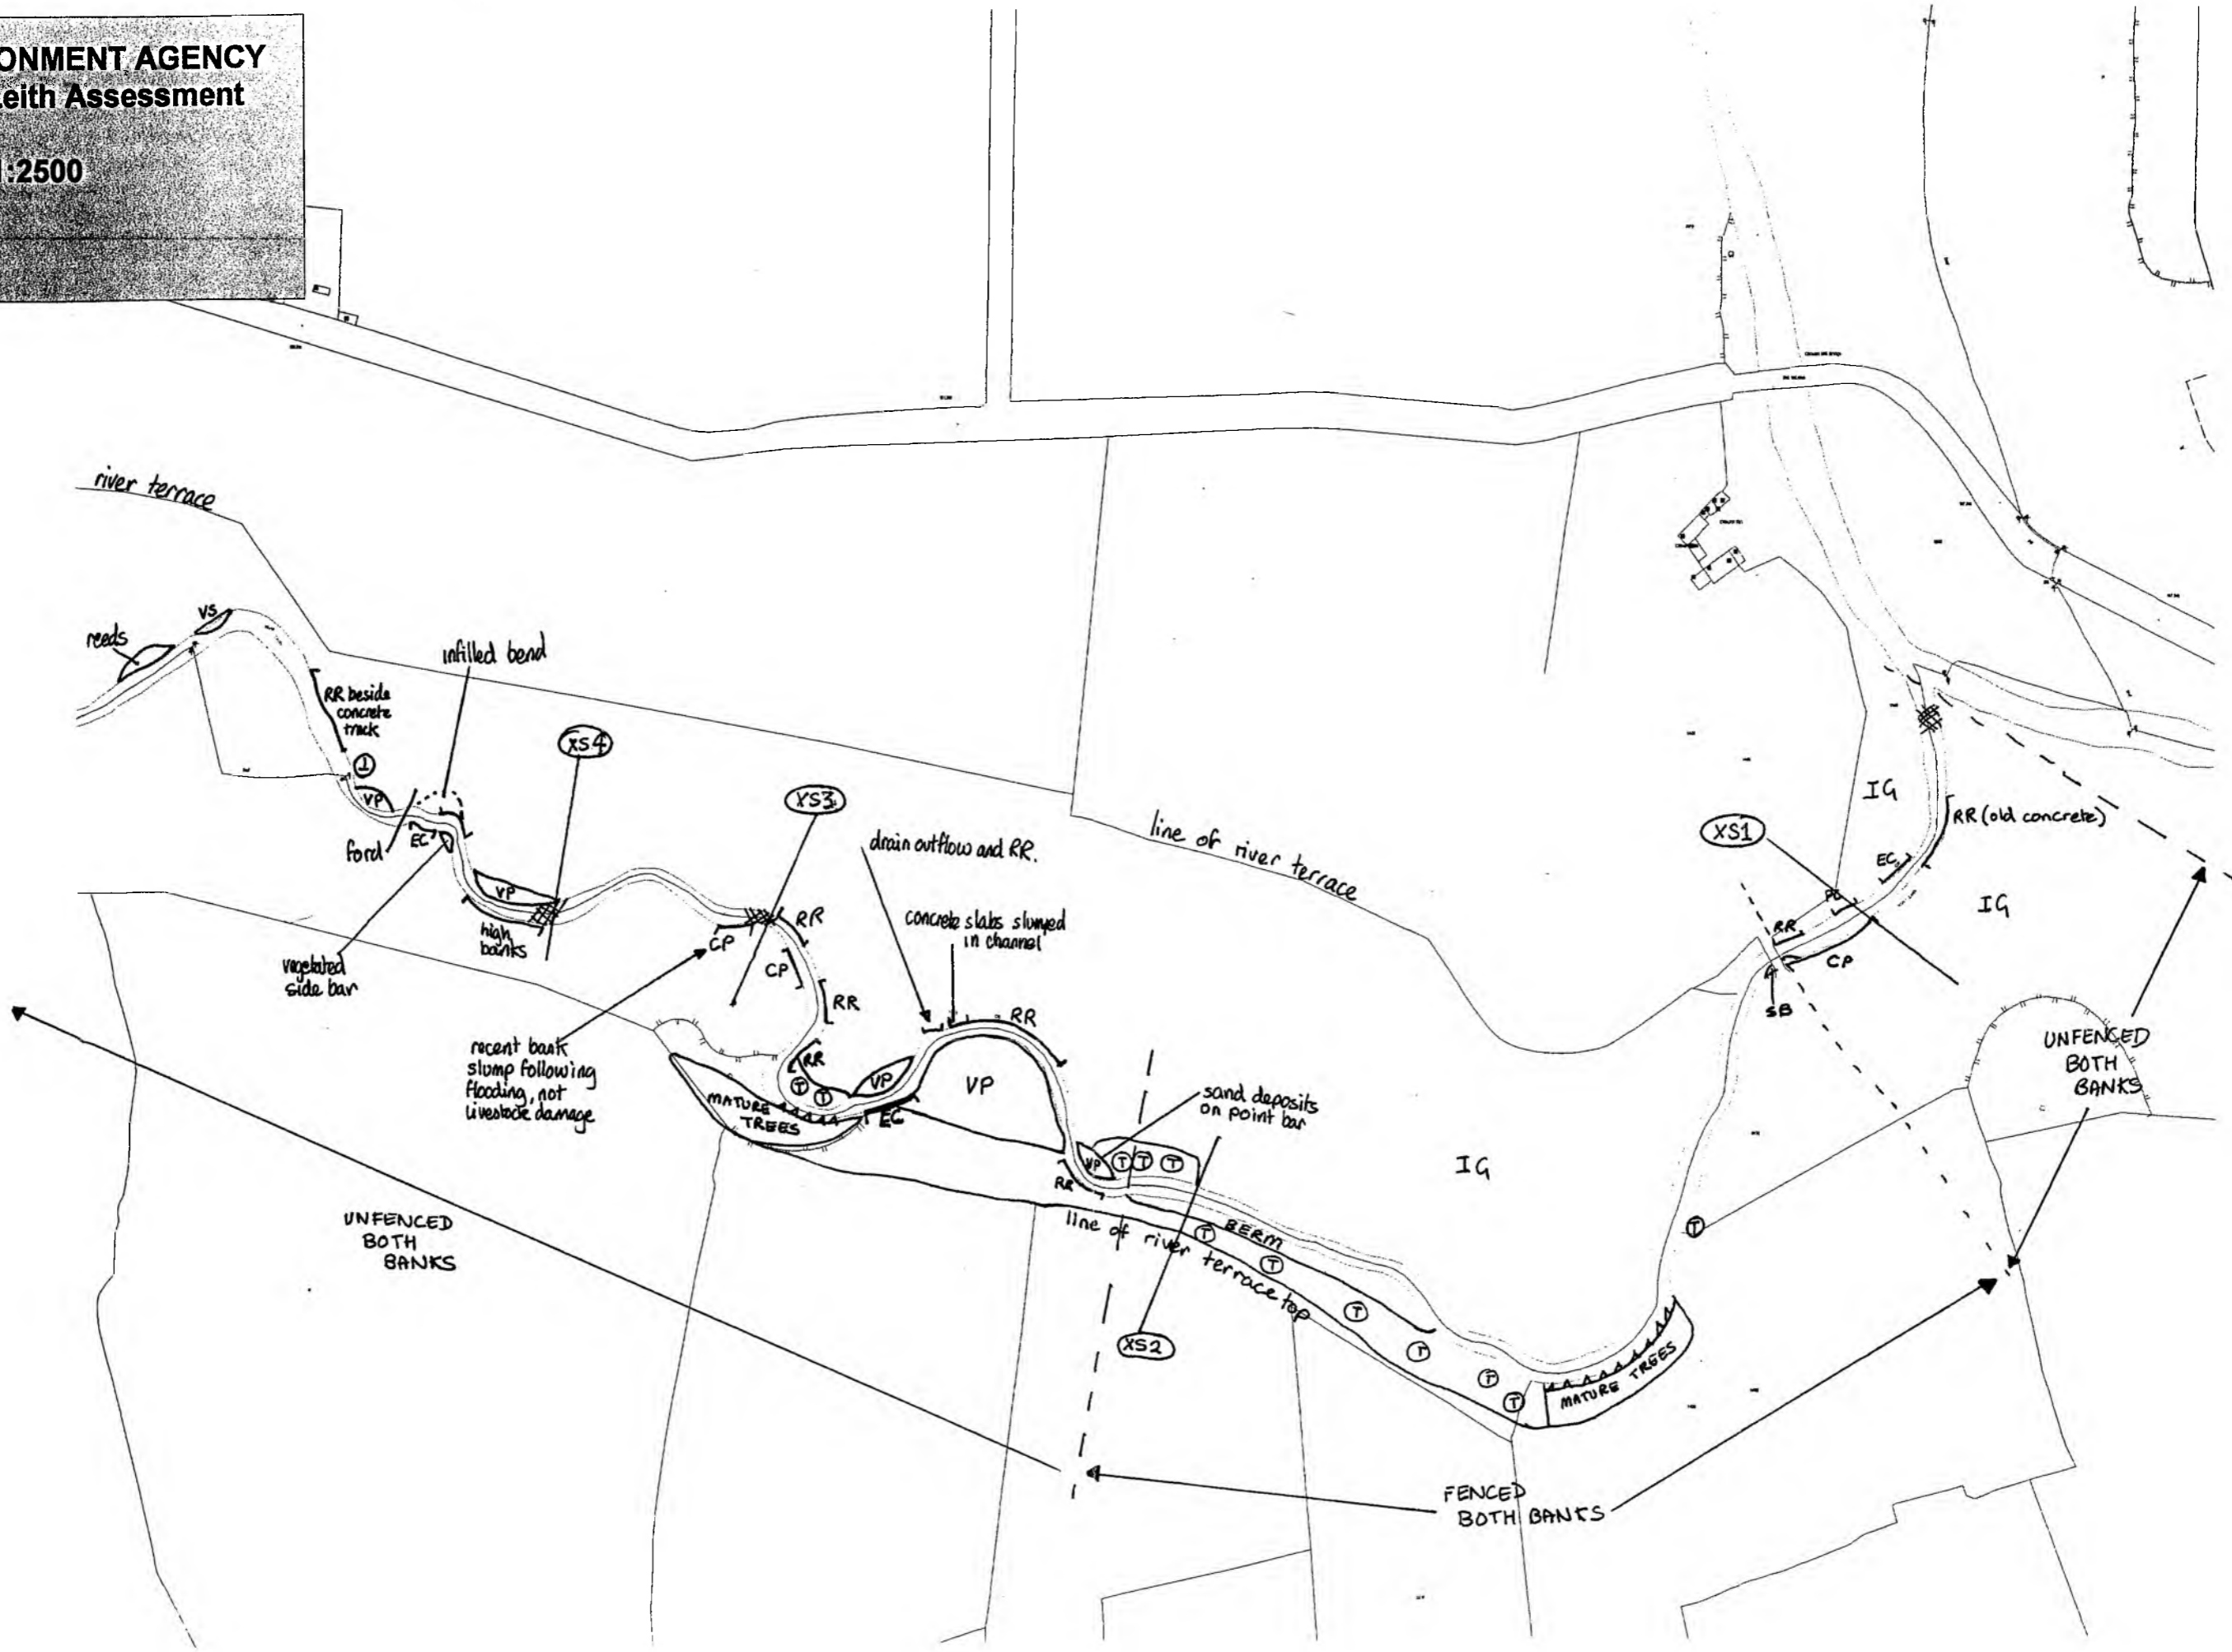 ONMENT AGENCY
Leith Assessment
1:2500
river terrace
reeds
VS
infilled bend
RR beside
concrete
track
XS4
1
VP
ford
EC
XS3
drain outflow and RR.
line of river terrace
XS1
IG
RR (old concrete)
EC
IG
VP
high
banks
CP
RR
CP
RR
concrete slabs slumped
in channel
RR
RR
CP
SB
vegetated
side bar
recent bank
slump following
flooding, not
livestock damage
RR
T
T
VP
VP
MATURE
TREES
EC
sand deposits
on point bar
VP
T
T
T
RR
IG
UNFENCED
BOTH
BANKS
UNFENCED
BOTH
BANKS
line of river terrace top
BERM
T
T
T
T
T
T
T
XS2
MATURE TREES
FENCED
BOTH BANKS